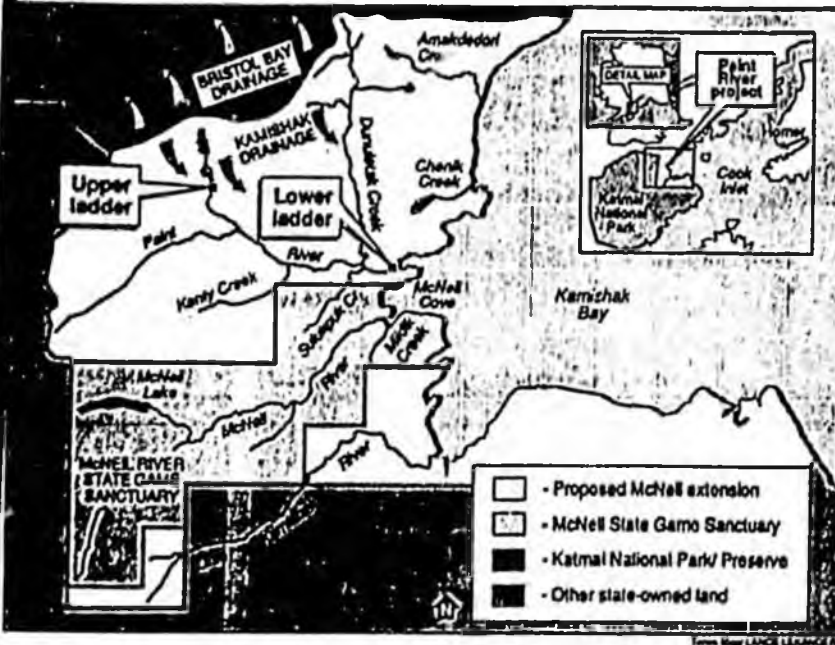 BRISTOL BAY
DRAINAGE
Amakdedori
Cr.
KAMISHAK
DRAINAGE
Chenik
Creek
Upper
ladder
Lower
ladder
Paint
River
Kenty Creek
McNeil
Cove
Mikfik
Creek
Kamishak
Bay
McNeil
Lake
McNeil
River
River
McNEIL RIVER
STATE GAME
SANCTUARY
DETAIL MAP
Paint
River
project
Homer
Cook
Inlet
Katmai
National
Park
- Proposed McNeil extension
- McNeil State Game Sanctuary
- Katmai National Park/ Preserve
- Other state-owned land
N